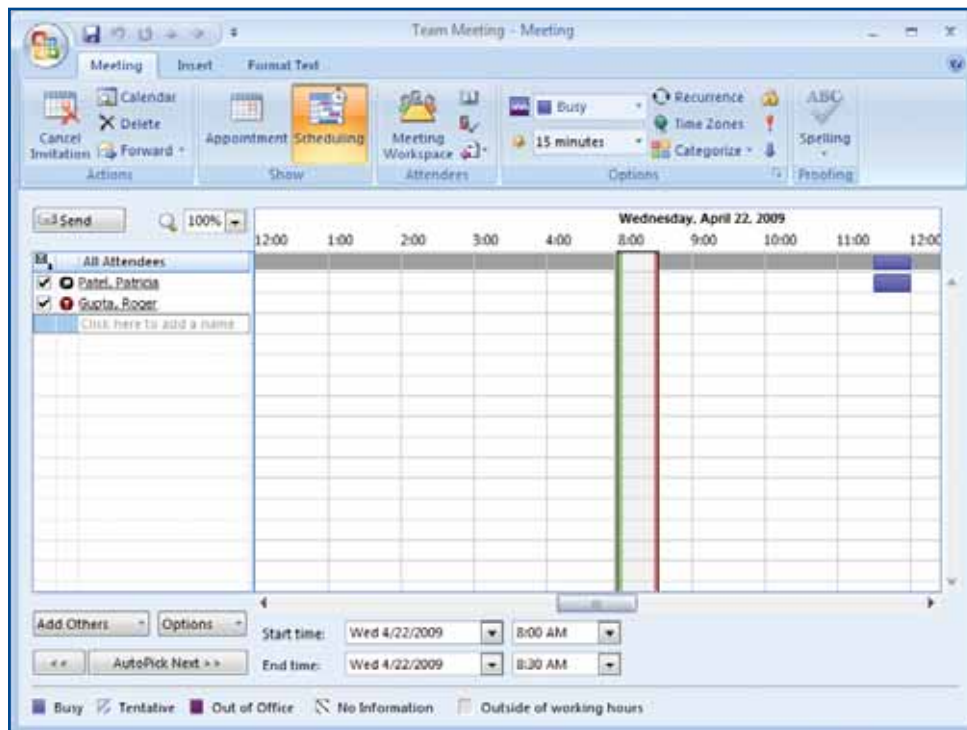 Team Meeting - Meeting
Meeting Insert Format Text
Calendar
Delete
Forward
Cancel Invitation
Actions
Appointment Scheduling
Show
Meeting Workspace
Attendees
Busy
15 minutes
Recurrence
Time Zones
Categorize
Options
ABC
Spelling
Proofing
Send 100%
Wednesday, April 22, 2009
12:00 1:00 2:00 3:00 4:00 8:00 9:00 10:00 11:00 12:00
All Attendees
Patel, Patricia
Gupta, Roger
Click here to add a name
Add Others Options Start time: Wed 4/22/2009 8:00 AM
<< AutoPick Next >> End time: Wed 4/22/2009 8:30 AM
Busy Tentative Out of Office No Information Outside of working hours